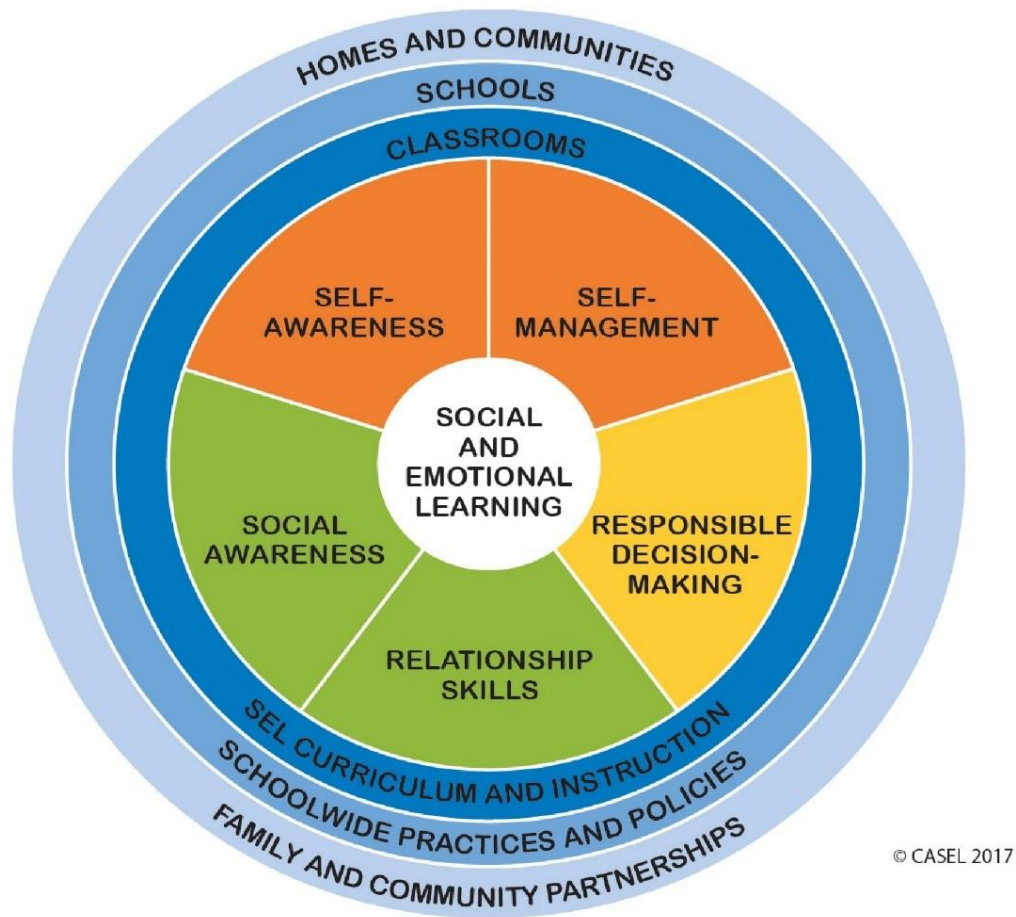 HOMES AND COMMUNITIES
SCHOOLS
CLASSROOMS
SELF-
AWARENESS
SELF-
MANAGEMENT
SOCIAL
AND
EMOTIONAL
LEARNING
SOCIAL
AWARENESS
RESPONSIBLE
DECISION-
MAKING
RELATIONSHIP
SKILLS
SEL CURRICULUM AND INSTRUCTION
SCHOOLWIDE PRACTICES AND POLICIES
FAMILY AND COMMUNITY PARTNERSHIPS
© CASEL 2017